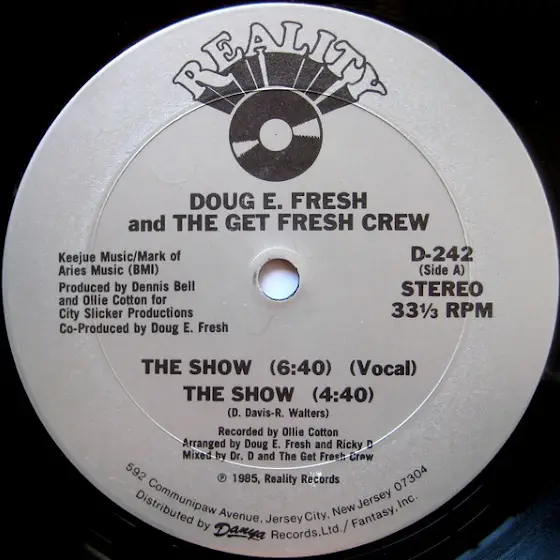 REALITY
DOUG E. FRESH
and THE GET FRESH CREW
Keejue Music/Mark of
Aries Music (BMI)
Produced by Dennis Bell
and Ollie Cotton for
City Slicker Productions
Co-Produced by Doug E. Fresh
D-242
(Side A)
STEREO
33⅓ RPM
THE SHOW (6:40) (Vocal)
THE SHOW (4:40)
(D. Davis-R. Walters)
Recorded by Ollie Cotton
Arranged by Doug E. Fresh and Ricky D
Mixed by Dr. D and The Get Fresh Crew
℗ 1985, Reality Records
592 Communipaw Avenue, Jersey City, New Jersey 07304
Distributed by Danya Records, Ltd./Fantasy, Inc.